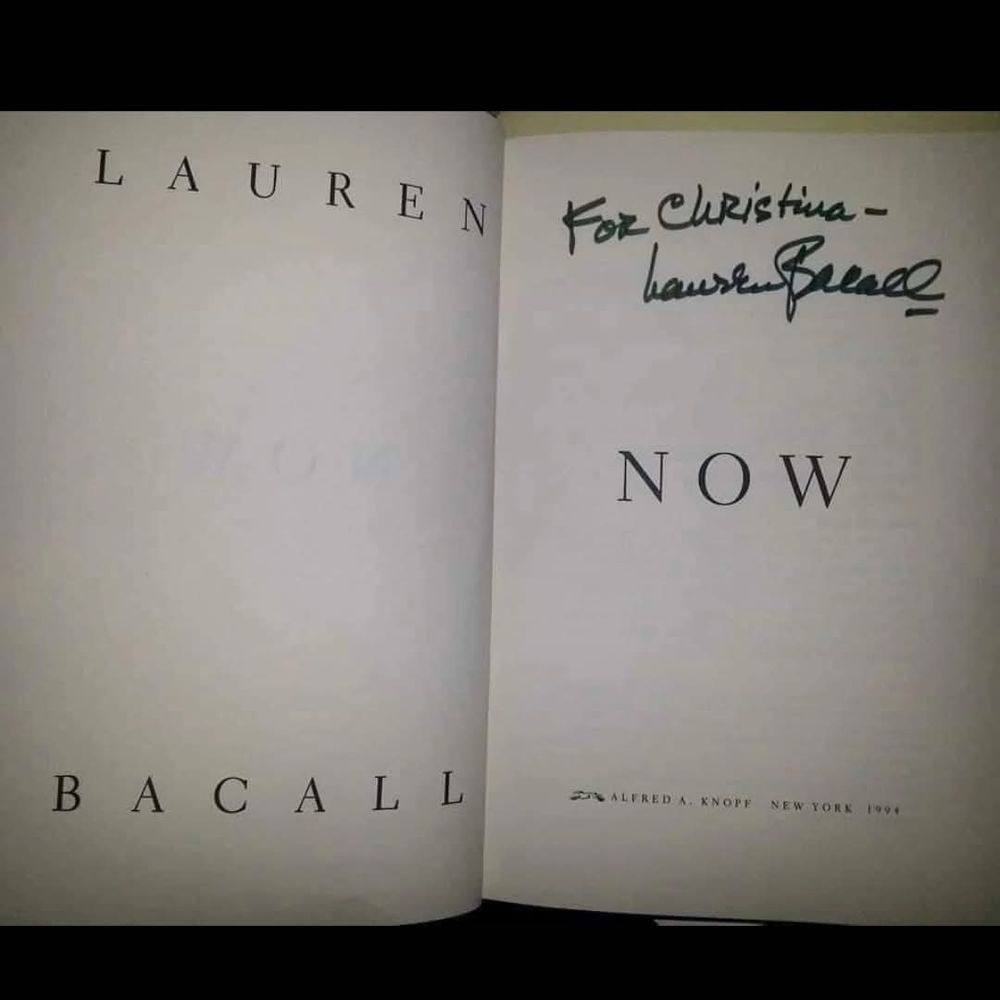 LAUREN
BACALL
For Christina -
Lauren Bacall
NOW
ALFRED A. KNOPF NEW YORK 1994